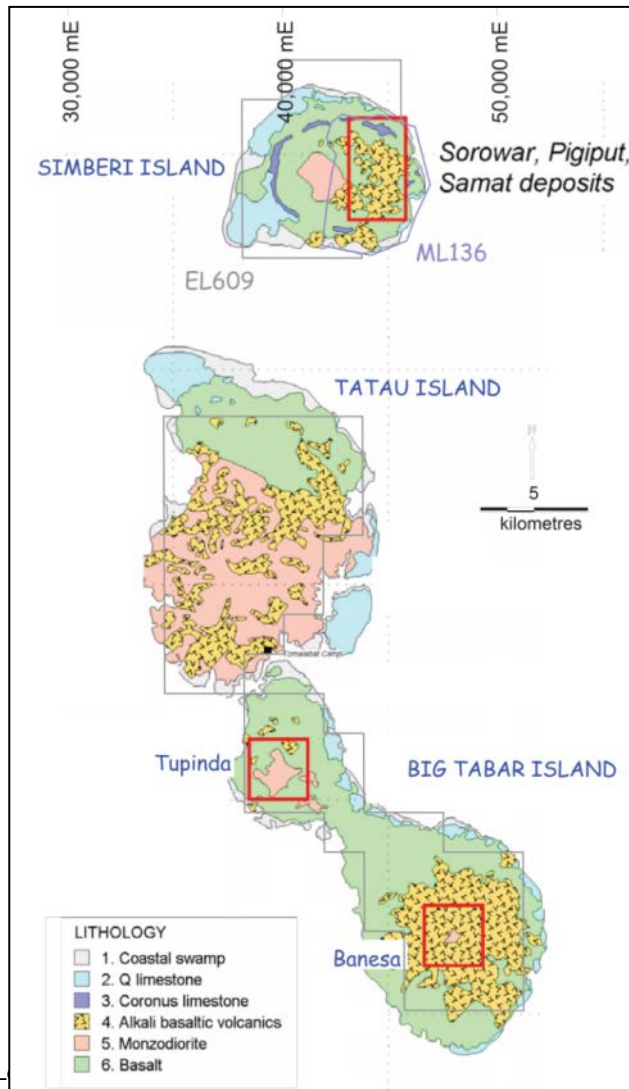 30,000 mE
40,000 mE
50,000 mE
SIMBERI ISLAND
Sorowar, Pigiput,
Samat deposits
ML136
EL609
TATAU ISLAND
N
5
kilometres
Tomalabat Camp
Tupinda
BIG TABAR ISLAND
Banesa
LITHOLOGY
1. Coastal swamp
2. Q limestone
3. Coronus limestone
4. Alkali basaltic volcanics
5. Monzodiorite
6. Basalt